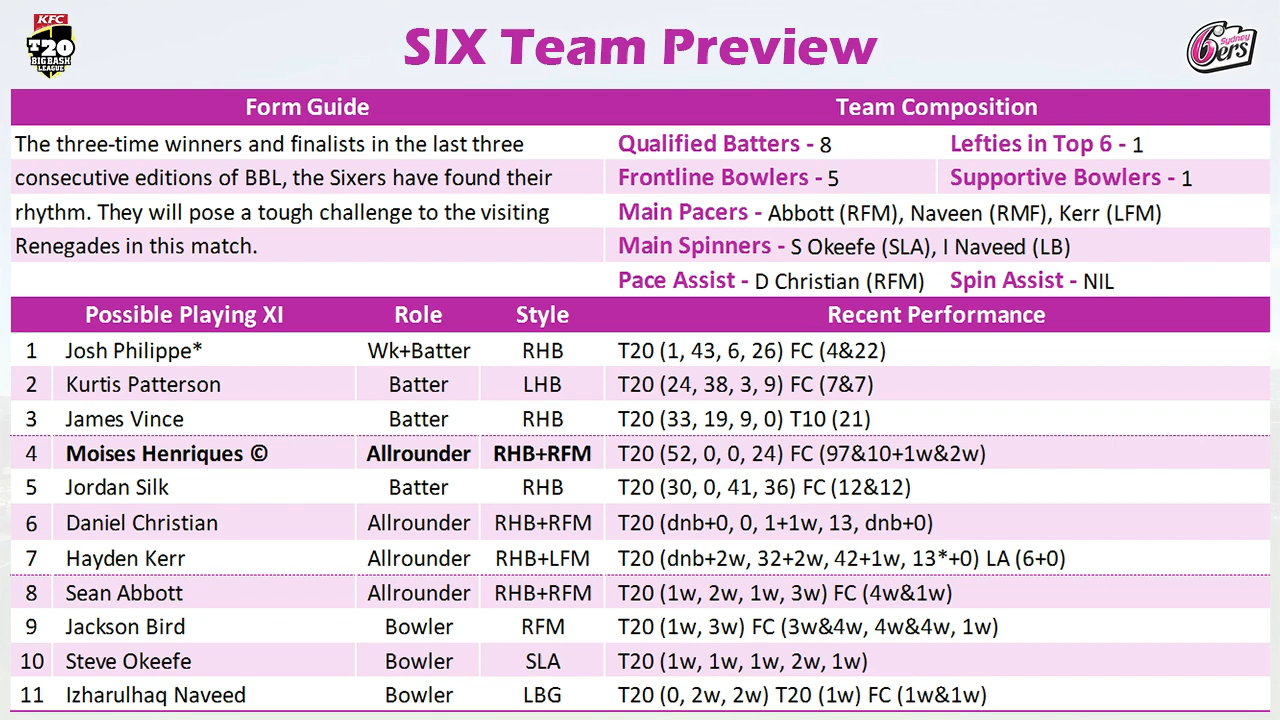 KFC
T20
BIG BASH
LEAGUE
SIX Team Preview
Sydney
6ers
Form Guide
Team Composition
The three-time winners and finalists in the last three
consecutive editions of BBL, the Sixers have found their
rhythm. They will pose a tough challenge to the visiting
Renegades in this match.
Qualified Batters - 8
Lefties in Top 6 - 1
Frontline Bowlers - 5
Supportive Bowlers - 1
Main Pacers - Abbott (RFM), Naveen (RMF), Kerr (LFM)
Main Spinners - S Okeefe (SLA), I Naveed (LB)
Pace Assist - D Christian (RFM)
Spin Assist - NIL
Possible Playing XI Role Style Recent Performance
1 Josh Philippe* Wk+Batter RHB T20 (1, 43, 6, 26) FC (4&22)
2 Kurtis Patterson Batter LHB T20 (24, 38, 3, 9) FC (7&7)
3 James Vince Batter RHB T20 (33, 19, 9, 0) T10 (21)
4 Moises Henriques © Allrounder RHB+RFM T20 (52, 0, 0, 24) FC (97&10+1w&2w)
5 Jordan Silk Batter RHB T20 (30, 0, 41, 36) FC (12&12)
6 Daniel Christian Allrounder RHB+RFM T20 (dnb+0, 0, 1+1w, 13, dnb+0)
7 Hayden Kerr Allrounder RHB+LFM T20 (dnb+2w, 32+2w, 42+1w, 13*+0) LA (6+0)
8 Sean Abbott Allrounder RHB+RFM T20 (1w, 2w, 1w, 3w) FC (4w&1w)
9 Jackson Bird Bowler RFM T20 (1w, 3w) FC (3w&4w, 4w&4w, 1w)
10 Steve Okeefe Bowler SLA T20 (1w, 1w, 1w, 2w, 1w)
11 Izharulhaq Naveed Bowler LBG T20 (0, 2w, 2w) T20 (1w) FC (1w&1w)